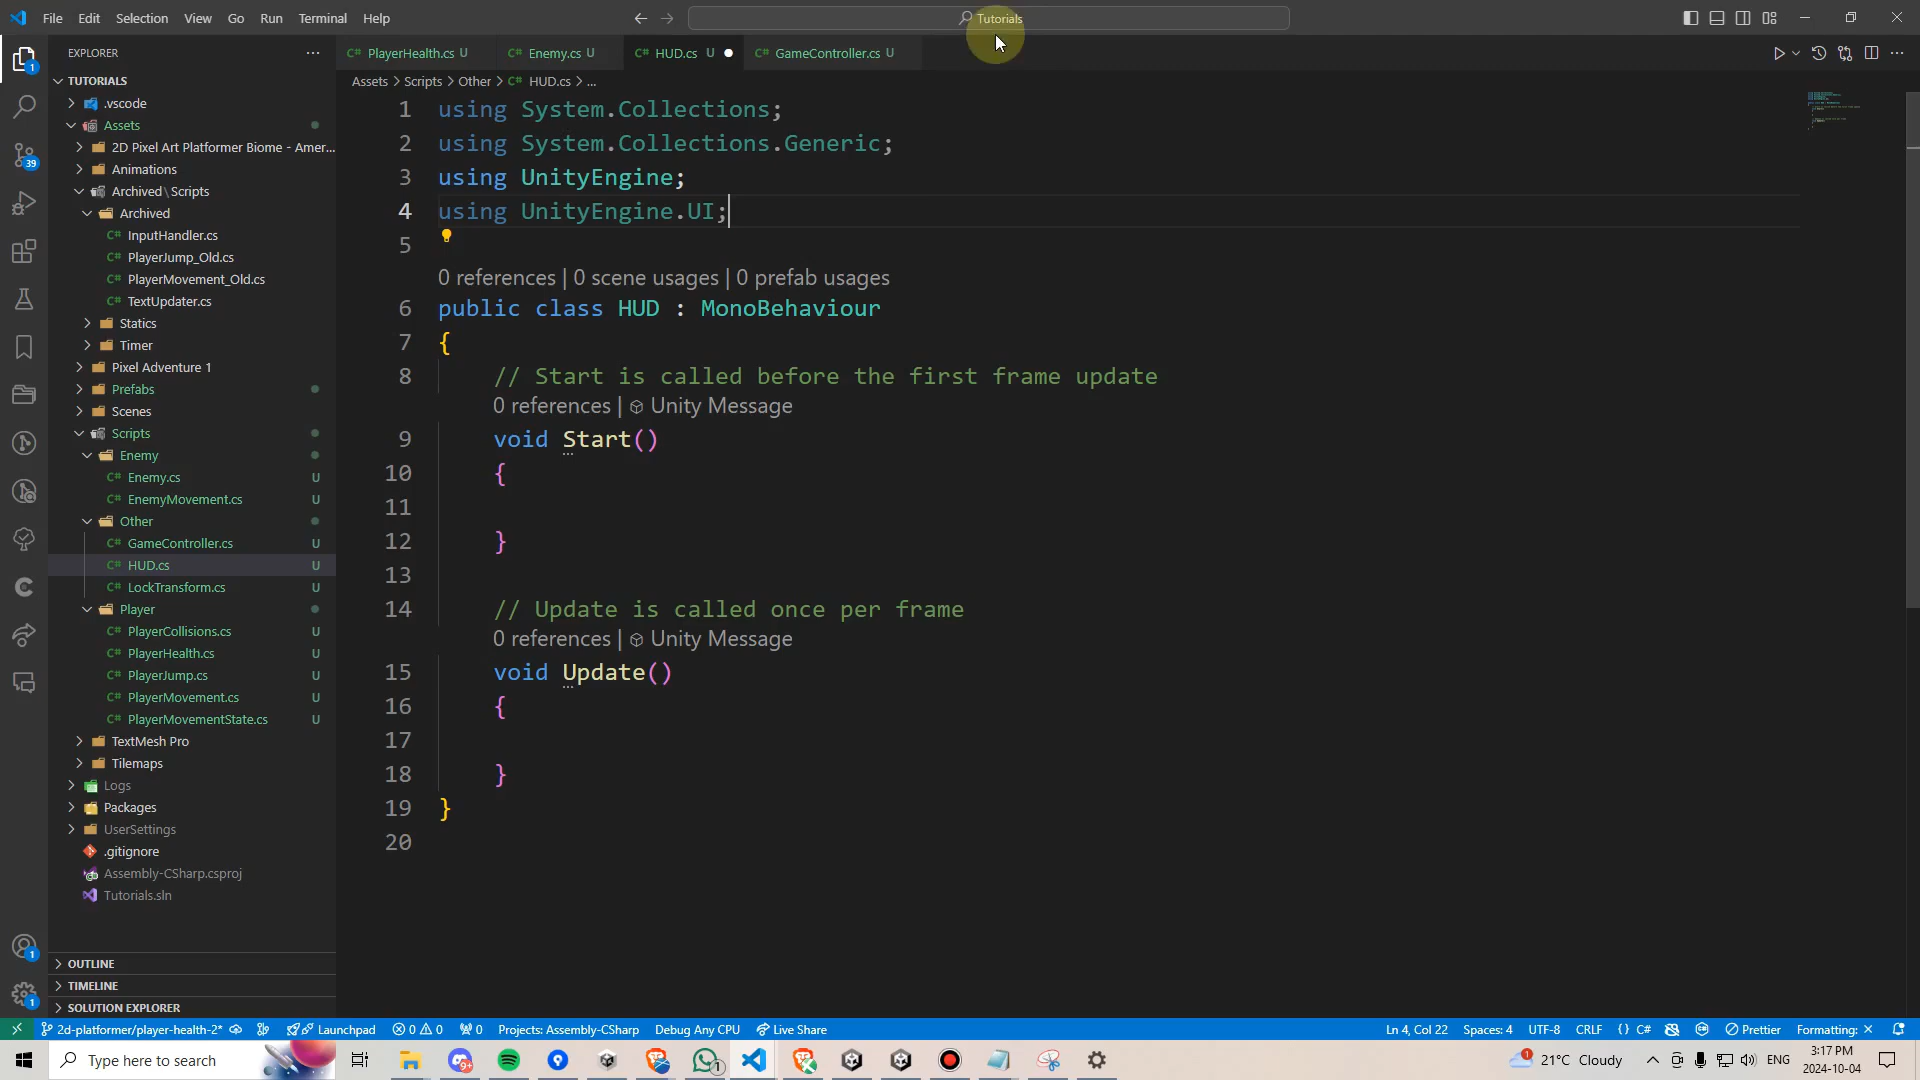 File Edit Selection View Go Run Terminal Help
Tutorials
EXPLORER
PlayerHealth.cs U
Enemy.cs U
HUD.cs U
GameController.cs U
Assets > Scripts > Other > HUD.cs > ...
TUTORIALS
.vscode
Assets
2D Pixel Art Platformer Biome - Amer...
Animations
Archived\Scripts
Archived
InputHandler.cs
PlayerJump_Old.cs
PlayerMovement_Old.cs
TextUpdater.cs
Statics
Timer
Pixel Adventure 1
Prefabs
Scenes
Scripts
Enemy
Enemy.cs U
EnemyMovement.cs U
Other
GameController.cs U
HUD.cs U
LockTransform.cs U
Player
PlayerCollisions.cs U
PlayerHealth.cs U
PlayerJump.cs U
PlayerMovement.cs U
PlayerMovementState.cs U
TextMesh Pro
Tilemaps
Logs
Packages
UserSettings
.gitignore
Assembly-CSharp.csproj
Tutorials.sln
OUTLINE
TIMELINE
SOLUTION EXPLORER
1
39
1
1
1 using System.Collections;
2 using System.Collections.Generic;
3 using UnityEngine;
4 using UnityEngine.UI;
5
0 references | 0 scene usages | 0 prefab usages
6 public class HUD : MonoBehaviour
7 {
8 // Start is called before the first frame update
0 references | Unity Message
9 void Start()
10 {
11
12 }
13
14 // Update is called once per frame
0 references | Unity Message
15 void Update()
16 {
17
18 }
19 }
20
2d-platformer/player-health-2* Launchpad 0 0 0 Projects: Assembly-CSharp Debug Any CPU Live Share
Ln 4, Col 22 Spaces: 4 UTF-8 CRLF { } C# Prettier Formatting: ×
Type here to search
9+
1
1
21°C Cloudy
ENG
3:17 PM
2024-10-04